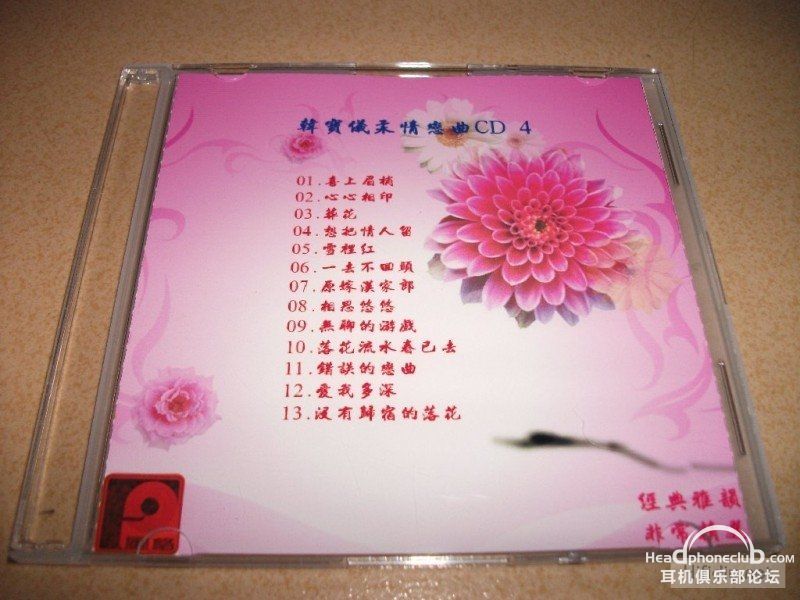 韓寶儀柔情戀曲CD 4
01.喜上眉梢
02.心心相印
03.葬花
04.想把情人留
05.雪裡紅
06.一去不回頭
07.原嫁漢家郎
08.相思悠悠
09.無聊的游戲
10.落花流水春已去
11.錯誤的戀曲
12.愛我多深
13.沒有歸宿的落花
經典雅韻
非常
Headphoneclub.com
耳机俱乐部论坛